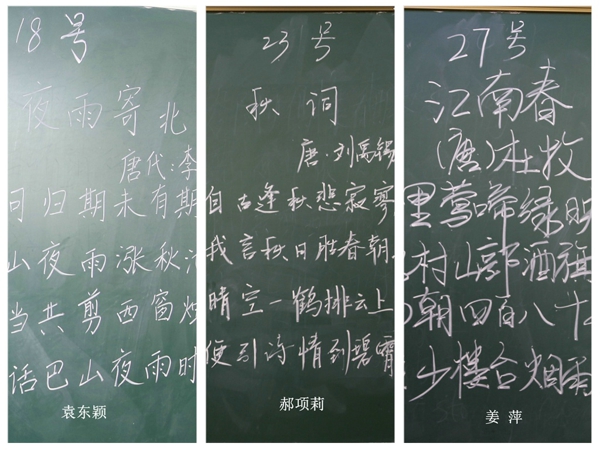 18号
夜雨寄北
唐代:李
问归期未有期
山夜雨涨秋
当共剪西窗烛
话巴山夜雨时
袁东颖
23号
秋词
唐·刘禹锡
自古逢秋悲寂寥
我言秋日胜春朝
晴空一鹤排云上
便引诗情到碧霄
郝项莉
27号
江南春
(唐)杜牧
里莺啼绿映
村山郭酒旗
朝四百八十
少楼台烟雨
姜萍